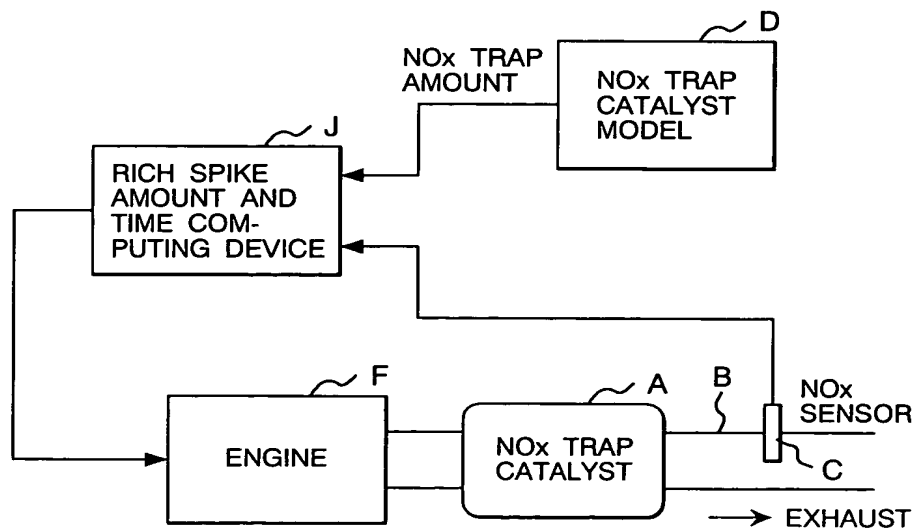 D
NOx TRAP
AMOUNT
NOx TRAP
CATALYST
MODEL
J
RICH SPIKE
AMOUNT AND
TIME COM-
PUTING DEVICE
F
ENGINE
A
NOx TRAP
CATALYST
B
NOx
SENSOR
C
EXHAUST